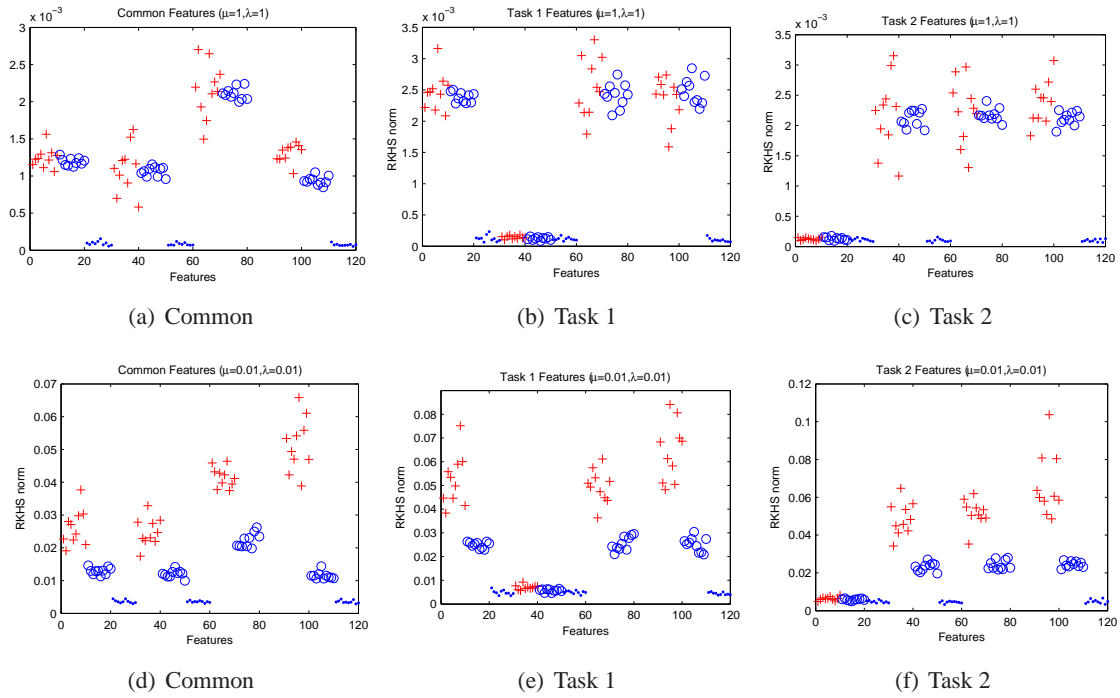 Common Features (μ=1,λ=1)
x 10⁻³
3
2.5
2
1.5
1
0.5
0
0 20 40 60 80 100 120
Features
(a) Common
Task 1 Features (μ=1,λ=1)
x 10⁻³
RKHS norm
3.5
3
2.5
2
1.5
1
0.5
0
0 20 40 60 80 100 120
Features
(b) Task 1
Task 2 Features (μ=1,λ=1)
x 10⁻³
RKHS norm
3.5
3
2.5
2
1.5
1
0.5
0
0 20 40 60 80 100 120
Features
(c) Task 2
Common Features (μ=0.01,λ=0.01)
RKHS norm
0.07
0.06
0.05
0.04
0.03
0.02
0.01
0
0 20 40 60 80 100 120
Features
(d) Common
Task 1 Features (μ=0.01,λ=0.01)
RKHS norm
0.08
0.07
0.06
0.05
0.04
0.03
0.02
0.01
0
0 20 40 60 80 100 120
Features
(e) Task 1
Task 2 Features (μ=0.01,λ=0.01)
RKHS norm
0.12
0.1
0.08
0.06
0.04
0.02
0
0 20 40 60 80 100 120
Features
(f) Task 2